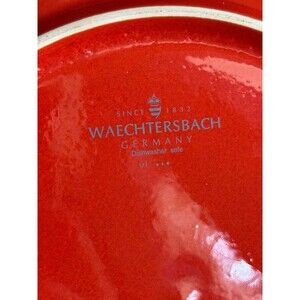 SINCE 1832
WAECHTERSBACH
GERMANY
Dishwasher safe